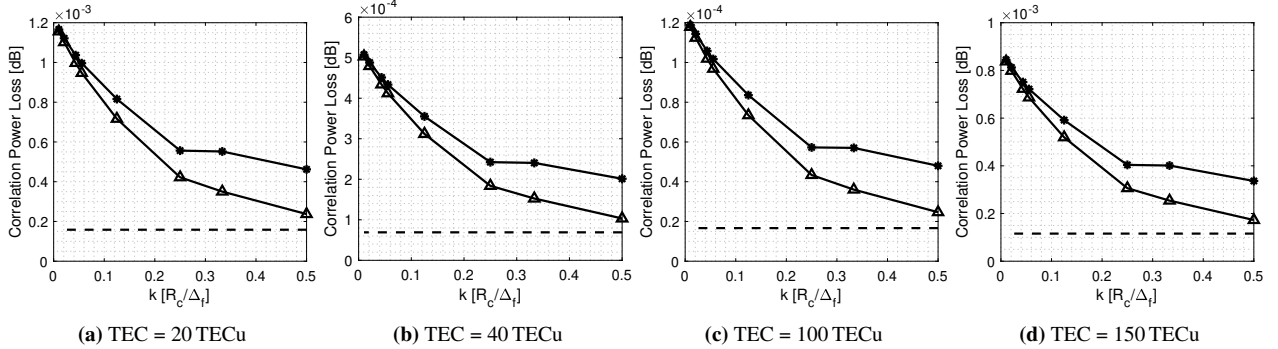 ×10⁻³
Correlation Power Loss [dB]
1.2
1
0.8
0.6
0.4
0.2
0
0 0.1 0.2 0.3 0.4 0.5
k [R_c/Δ_f]
(a) TEC = 20 TECu
×10⁻⁴
Correlation Power Loss [dB]
6
5
4
3
2
1
0
0 0.1 0.2 0.3 0.4 0.5
k [R_c/Δ_f]
(b) TEC = 40 TECu
×10⁻⁴
Correlation Power Loss [dB]
1.2
1
0.8
0.6
0.4
0.2
0
0 0.1 0.2 0.3 0.4 0.5
k [R_c/Δ_f]
(c) TEC = 100 TECu
×10⁻³
Correlation Power Loss [dB]
1
0.8
0.6
0.4
0.2
0
0 0.1 0.2 0.3 0.4 0.5
k [R_c/Δ_f]
(d) TEC = 150 TECu